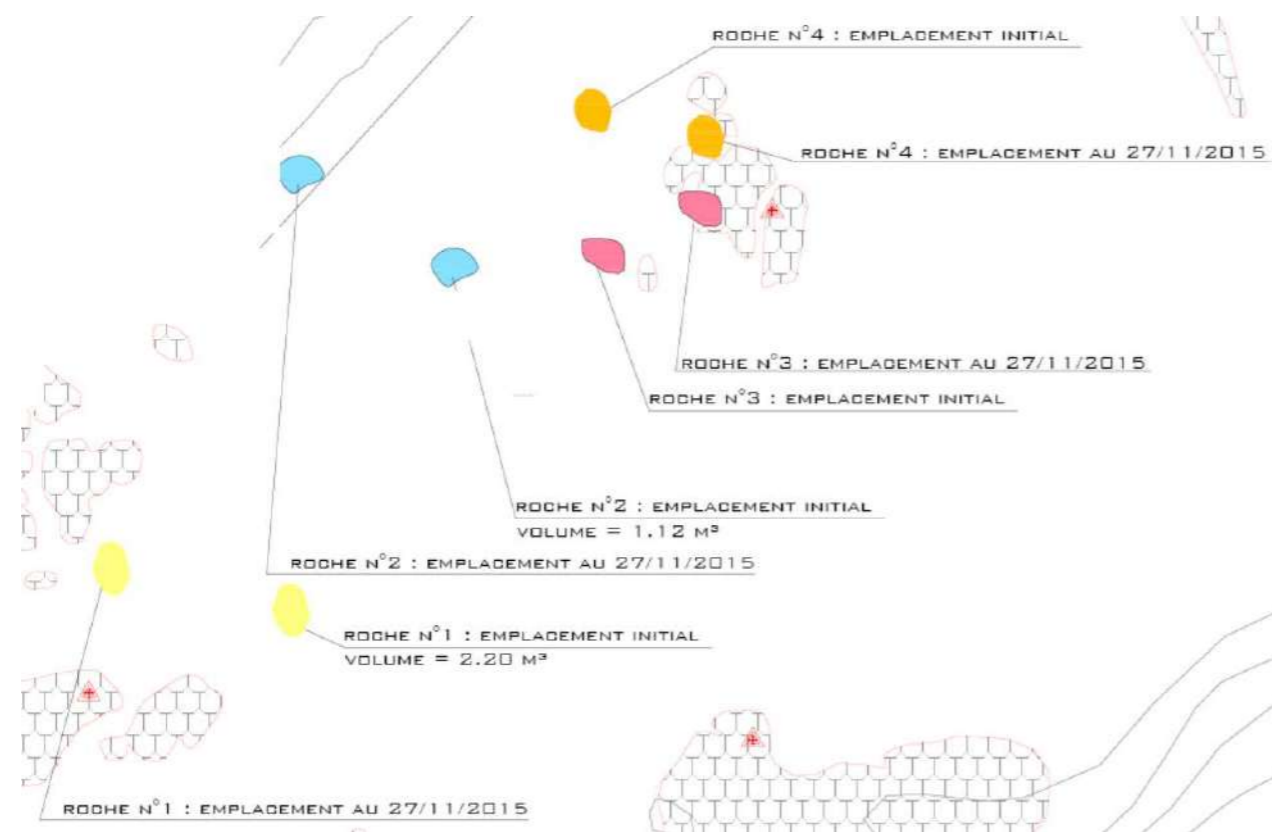 ROCHE N°4 : EMPLACEMENT INITIAL
ROCHE N°4 : EMPLACEMENT AU 27/11/2015
ROCHE N°3 : EMPLACEMENT AU 27/11/2015
ROCHE N°3 : EMPLACEMENT INITIAL
ROCHE N°2 : EMPLACEMENT INITIAL
VOLUME = 1.12 M³
ROCHE N°2 : EMPLACEMENT AU 27/11/2015
ROCHE N°1 : EMPLACEMENT INITIAL
VOLUME = 2.20 M³
ROCHE N°1 : EMPLACEMENT AU 27/11/2015